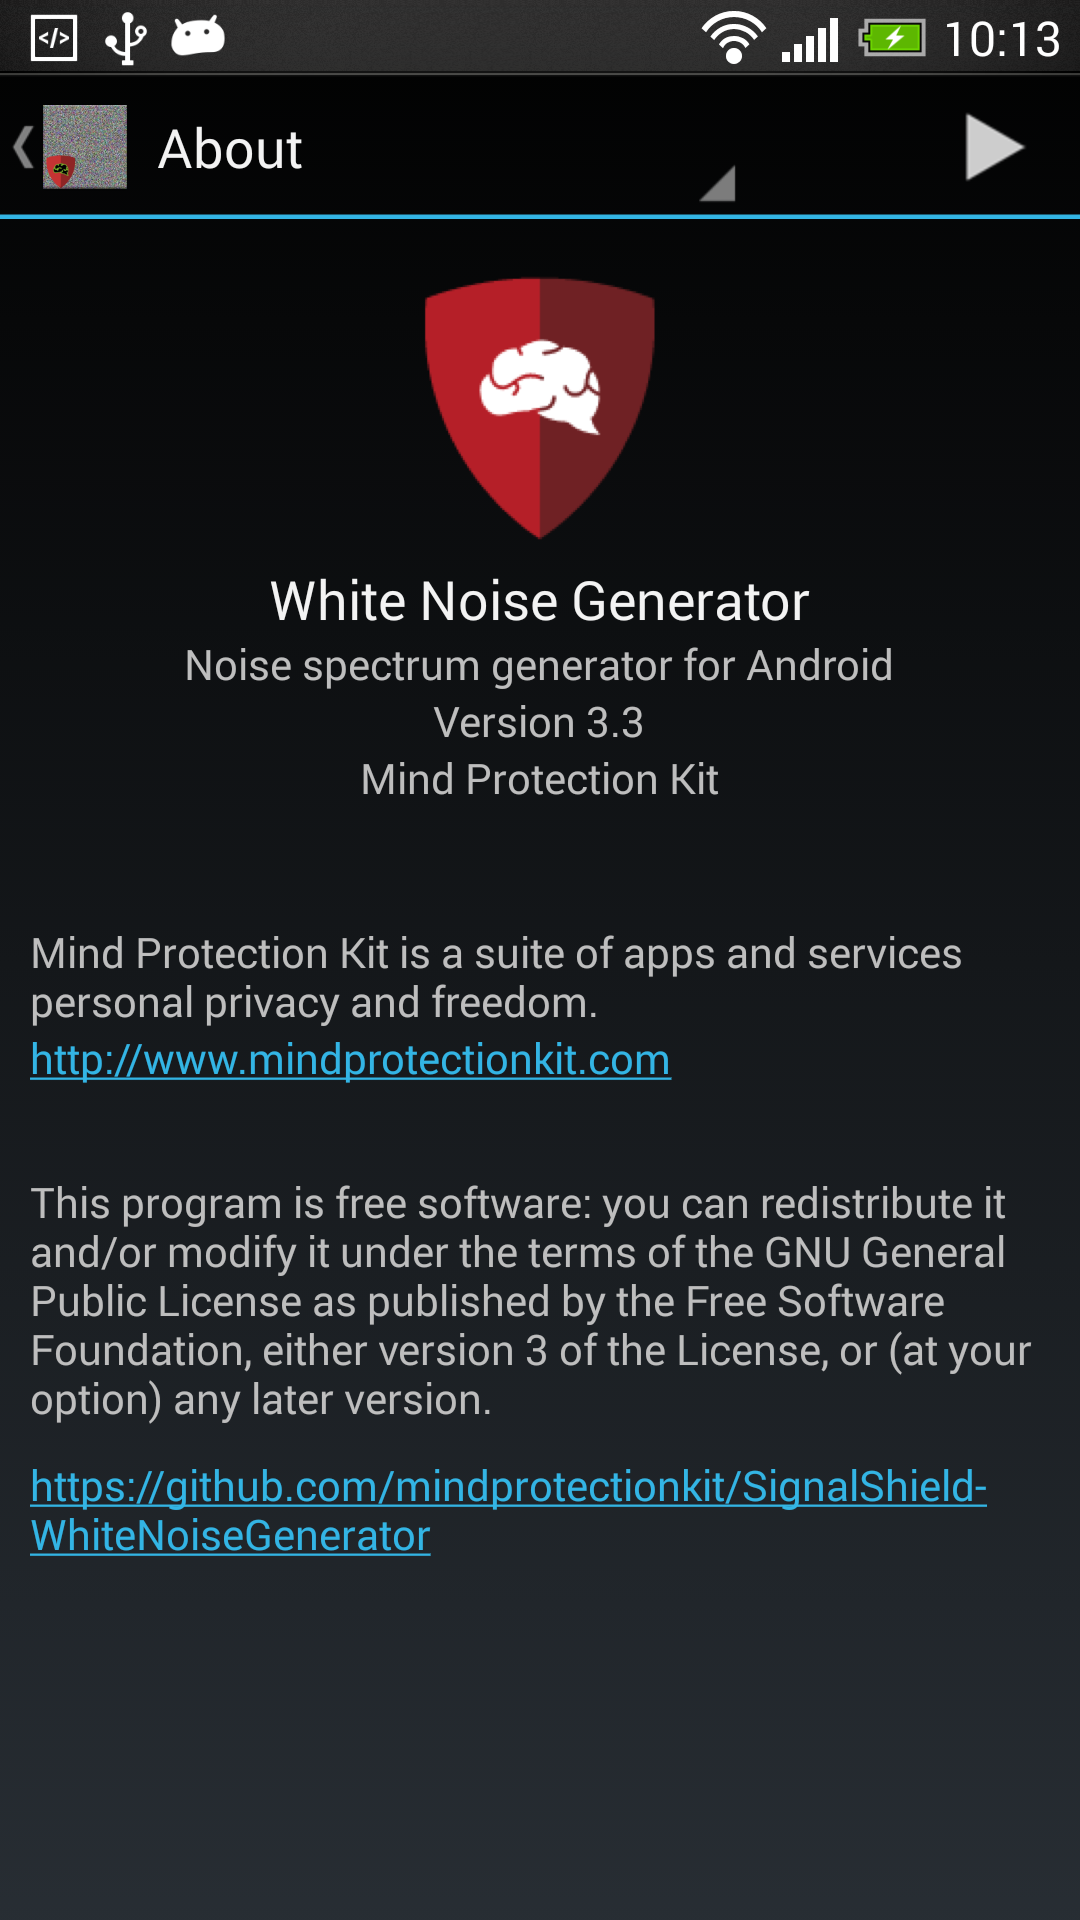 </>
10:13
About
White Noise Generator
Noise spectrum generator for Android
Version 3.3
Mind Protection Kit
Mind Protection Kit is a suite of apps and services
personal privacy and freedom.
http://www.mindprotectionkit.com
This program is free software: you can redistribute it
and/or modify it under the terms of the GNU General
Public License as published by the Free Software
Foundation, either version 3 of the License, or (at your
option) any later version.
https://github.com/mindprotectionkit/SignalShield-
WhiteNoiseGenerator